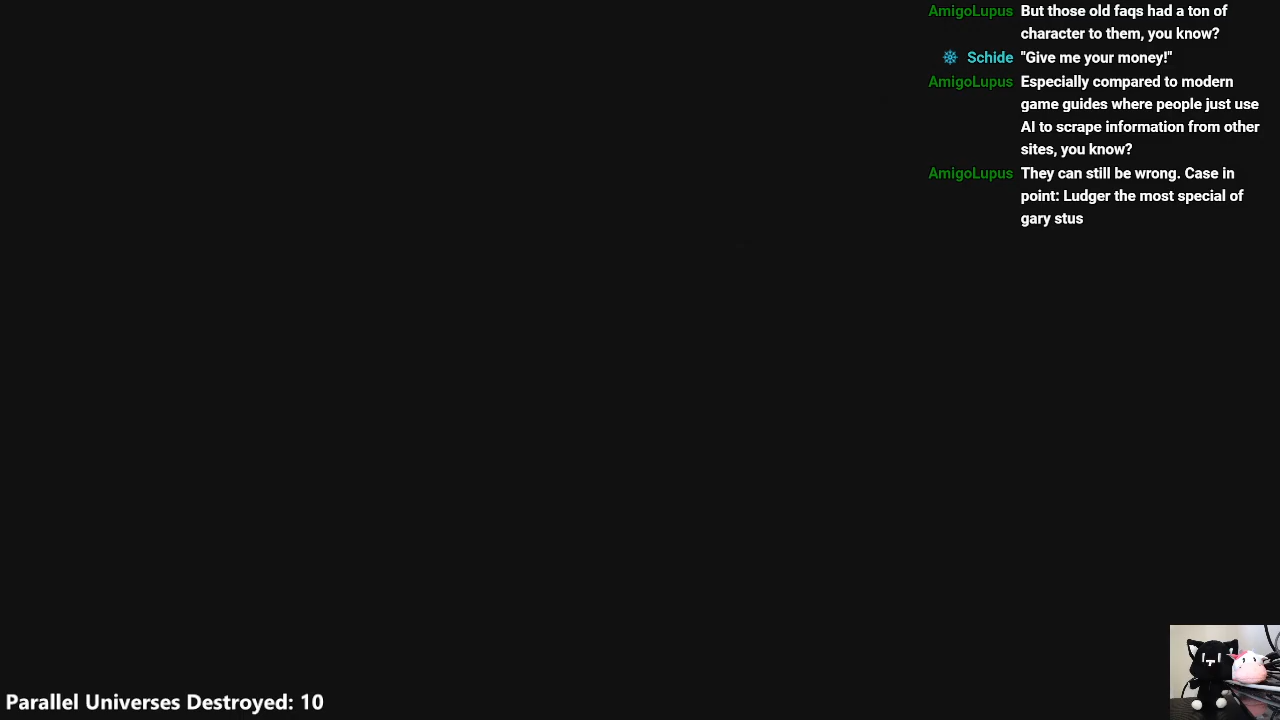 AmigoLupus But those old faqs had a ton of
character to them, you know?
Schide "Give me your money!"
AmigoLupus Especially compared to modern
game guides where people just use
AI to scrape information from other
sites, you know?
AmigoLupus They can still be wrong. Case in
point: Ludger the most special of
gary stus
Parallel Universes Destroyed: 10